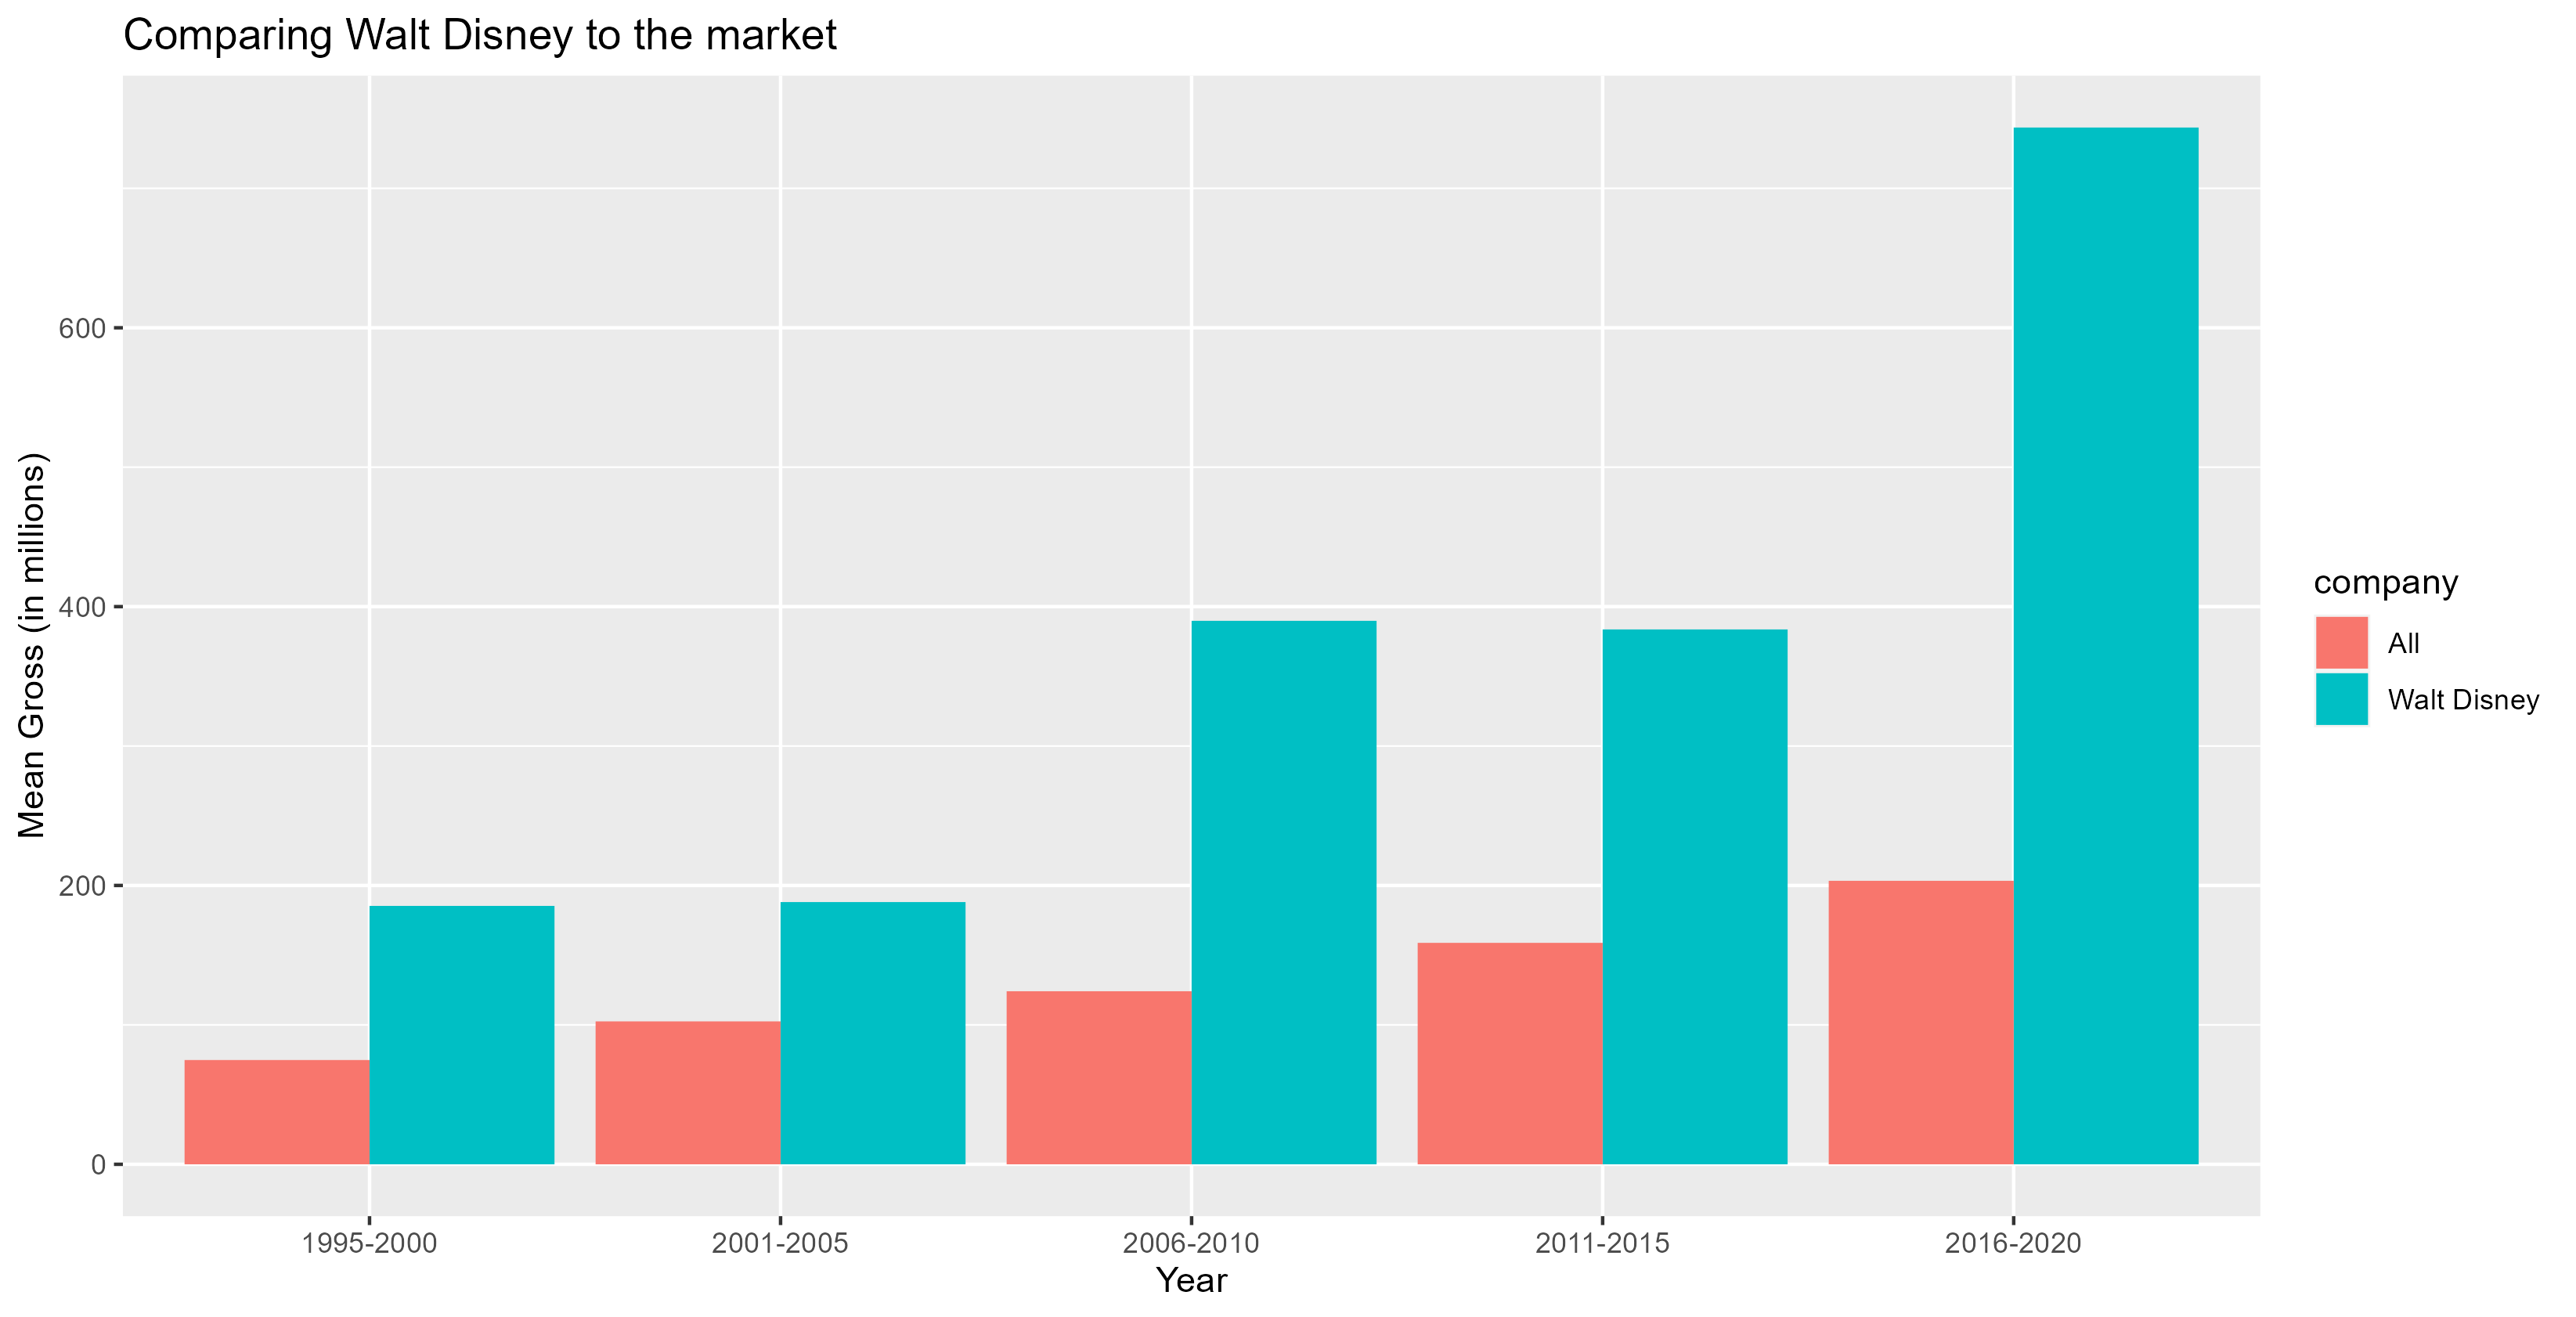 Comparing Walt Disney to the market
Mean Gross (in millions)
600
400
200
0
1995-2000
2001-2005
2006-2010
2011-2015
2016-2020
Year
company
All
Walt Disney